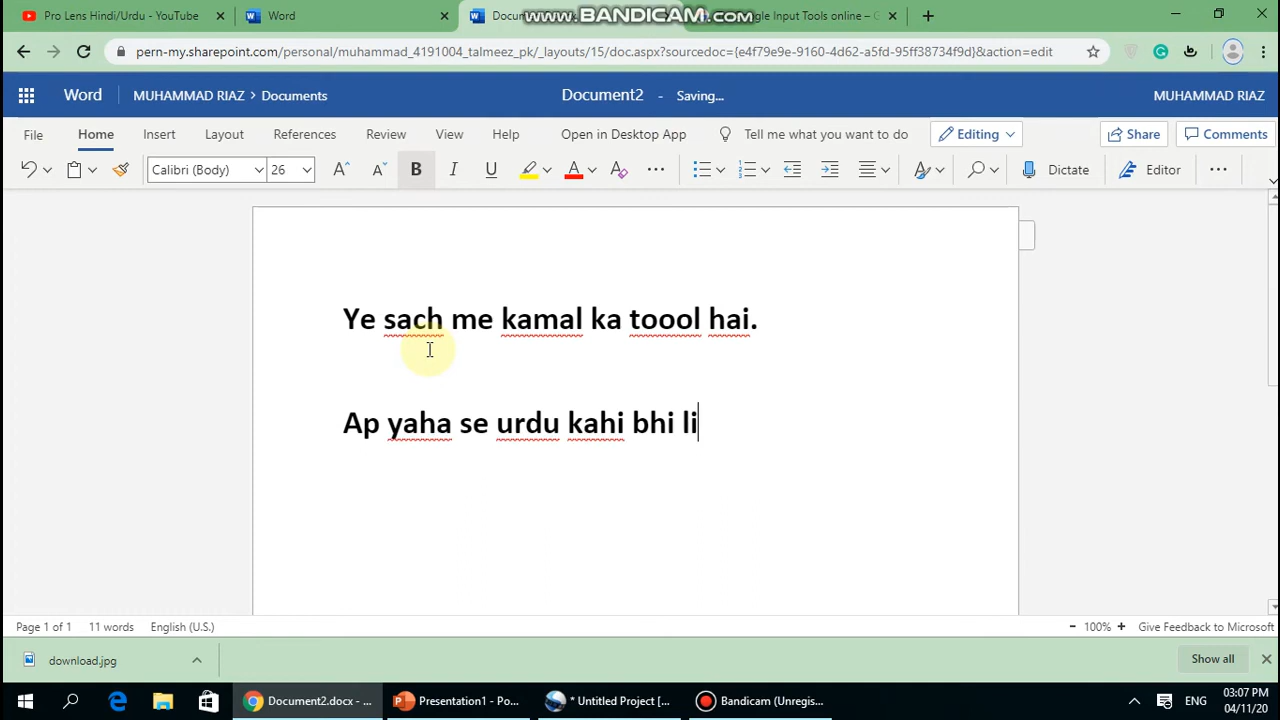 Pro Lens Hindi/Urdu - YouTube
Word
Docu
www.BANDICAM.com
gle Input Tools online – G
pern-my.sharepoint.com/personal/muhammad_4191004_talmeez_pk/_layouts/15/doc.aspx?sourcedoc={e4f79e9e-9160-4d62-a5fd-95ff38734f9d}&action=edit
Word MUHAMMAD RIAZ > Documents Document2 - Saving... MUHAMMAD RIAZ
File Home Insert Layout References Review View Help Open in Desktop App Tell me what you want to do Editing Share Comments
Calibri (Body) 26 A A B I U A A ... Dictate Editor ...
Ye sach me kamal ka toool hai.
Ap yaha se urdu kahi bhi li
Page 1 of 1 11 words English (U.S.) - 100% + Give Feedback to Microsoft
download.jpg Show all
Document2.docx - ... Presentation1 - Po... * Untitled Project [... Bandicam (Unregis... ENG 03:07 PM
04/11/20